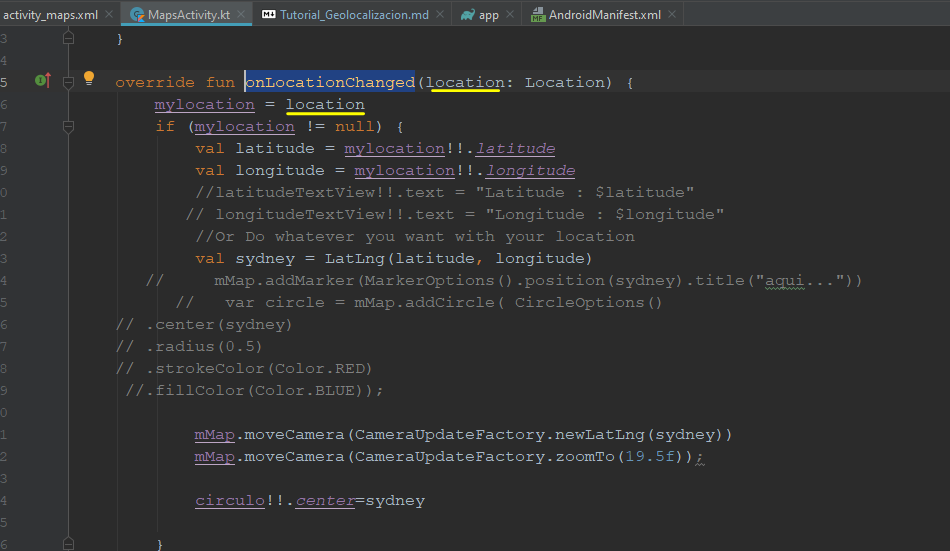 activity_maps.xml MapsActivity.kt Tutorial_Geolocalizacion.md app AndroidManifest.xml
3 }
4
5 override fun onLocationChanged(location: Location) {
6 mylocation = location
7 if (mylocation != null) {
8 val latitude = mylocation!!.latitude
9 val longitude = mylocation!!.longitude
0 //latitudeTextView!!.text = "Latitude : $latitude"
1 // longitudeTextView!!.text = "Longitude : $longitude"
2 //Or Do whatever you want with your location
3 val sydney = LatLng(latitude, longitude)
4 // mMap.addMarker(MarkerOptions().position(sydney).title("aqui..."))
5 // var circle = mMap.addCircle( CircleOptions()
6 // .center(sydney)
7 // .radius(0.5)
8 // .strokeColor(Color.RED)
9 //.fillColor(Color.BLUE));
0
1 mMap.moveCamera(CameraUpdateFactory.newLatLng(sydney))
2 mMap.moveCamera(CameraUpdateFactory.zoomTo(19.5f));
3
4 circulo!!.center=sydney
5
6 }